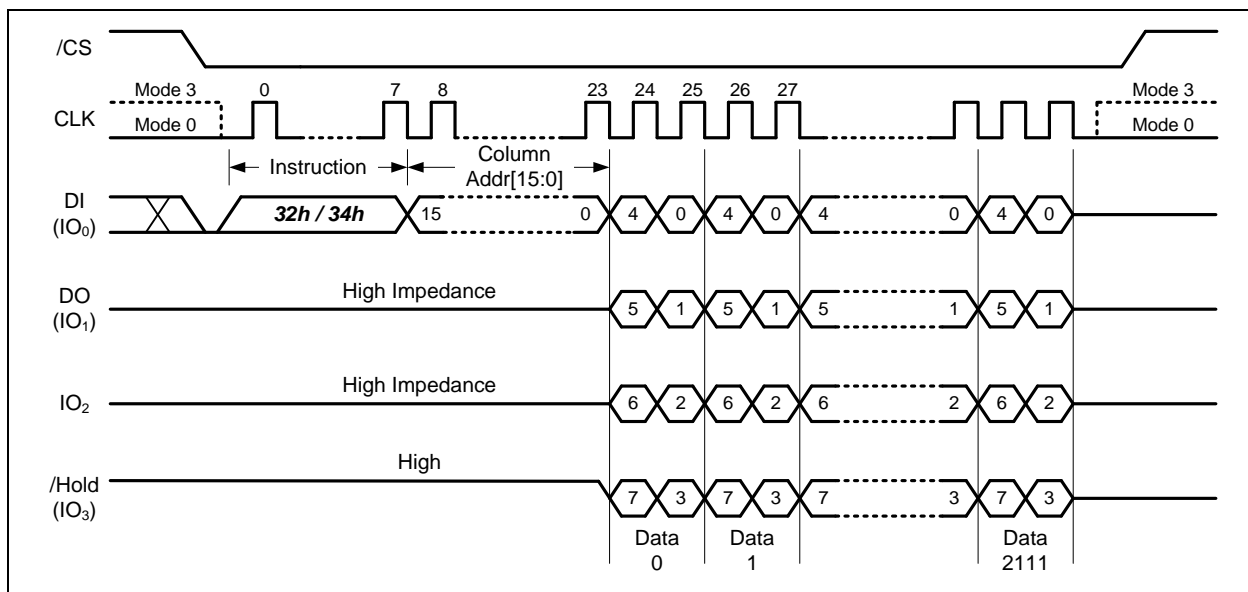 /CS
Mode 3 0 7 8 23 24 25 26 27 Mode 3
CLK
Mode 0 Mode 0
Instruction Column
Addr[15:0]
DI
(IO₀)
32h / 34h 15 0 4 0 4 0 4 0 4 0
High Impedance
DO
(IO₁)
5 1 5 1 5 1 5 1
High Impedance
IO₂ 6 2 6 2 6 2 6 2
High
/Hold
(IO₃)
7 3 7 3 7 3 7 3
Data Data Data
0 1 2111